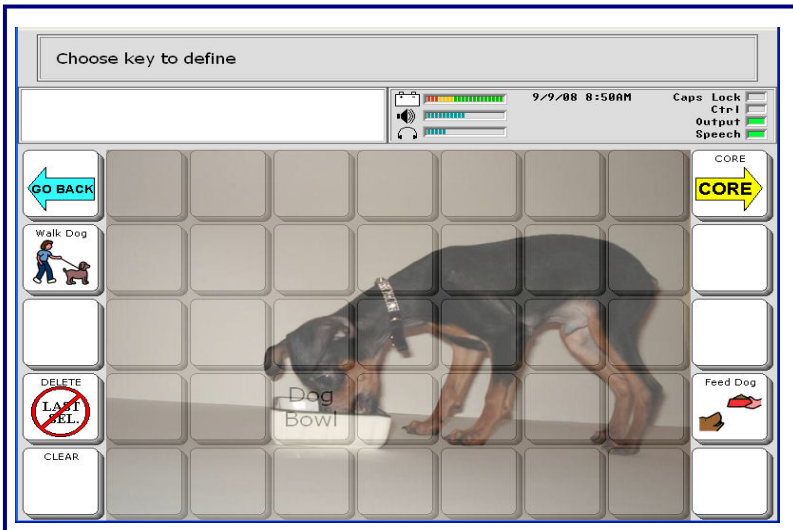 Choose key to define
9/9/08 8:50AM
Caps Lock
Ctrl
Output
Speech
GO BACK
CORE
CORE
Walk Dog
DELETE
LAST
SEL.
Dog
Bowl
Feed Dog
CLEAR